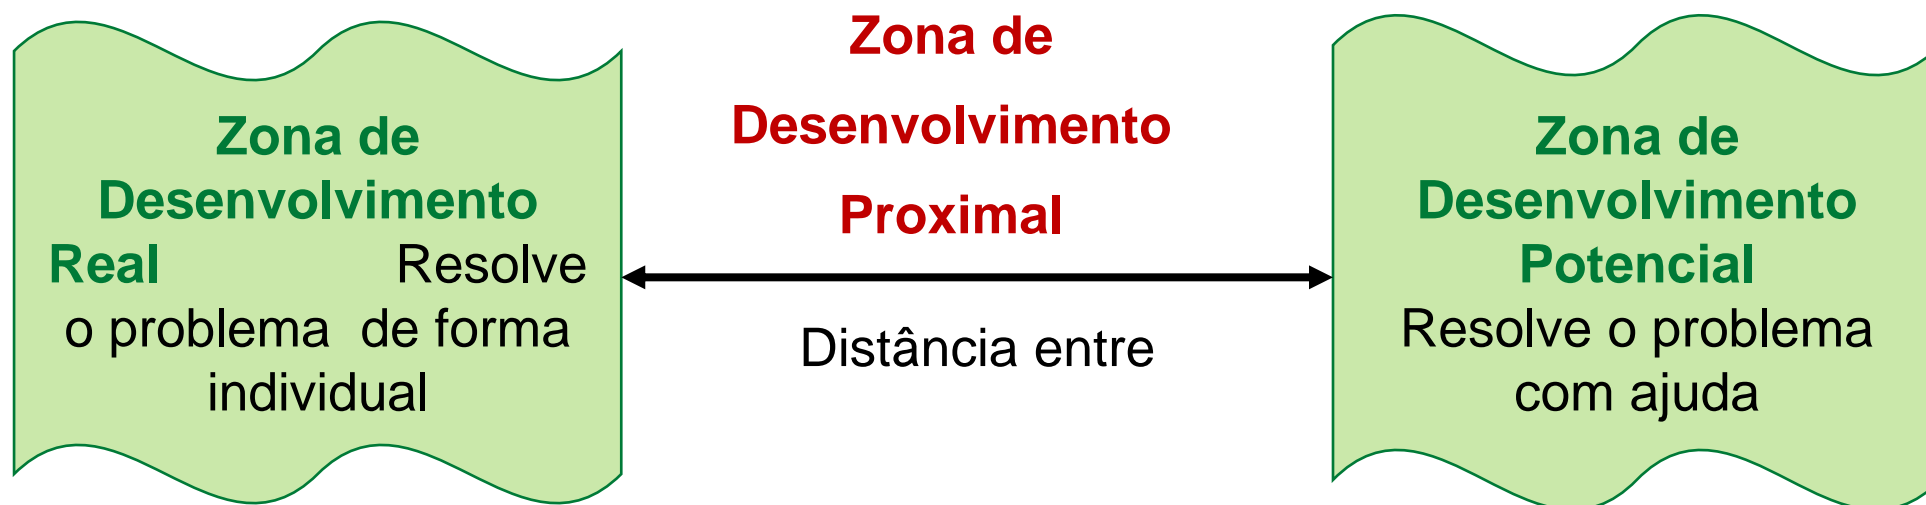 Zona de
Desenvolvimento
Real Resolve
o problema de forma
individual
Zona de
Desenvolvimento
Proximal
Distância entre
Zona de
Desenvolvimento
Potencial
Resolve o problema
com ajuda